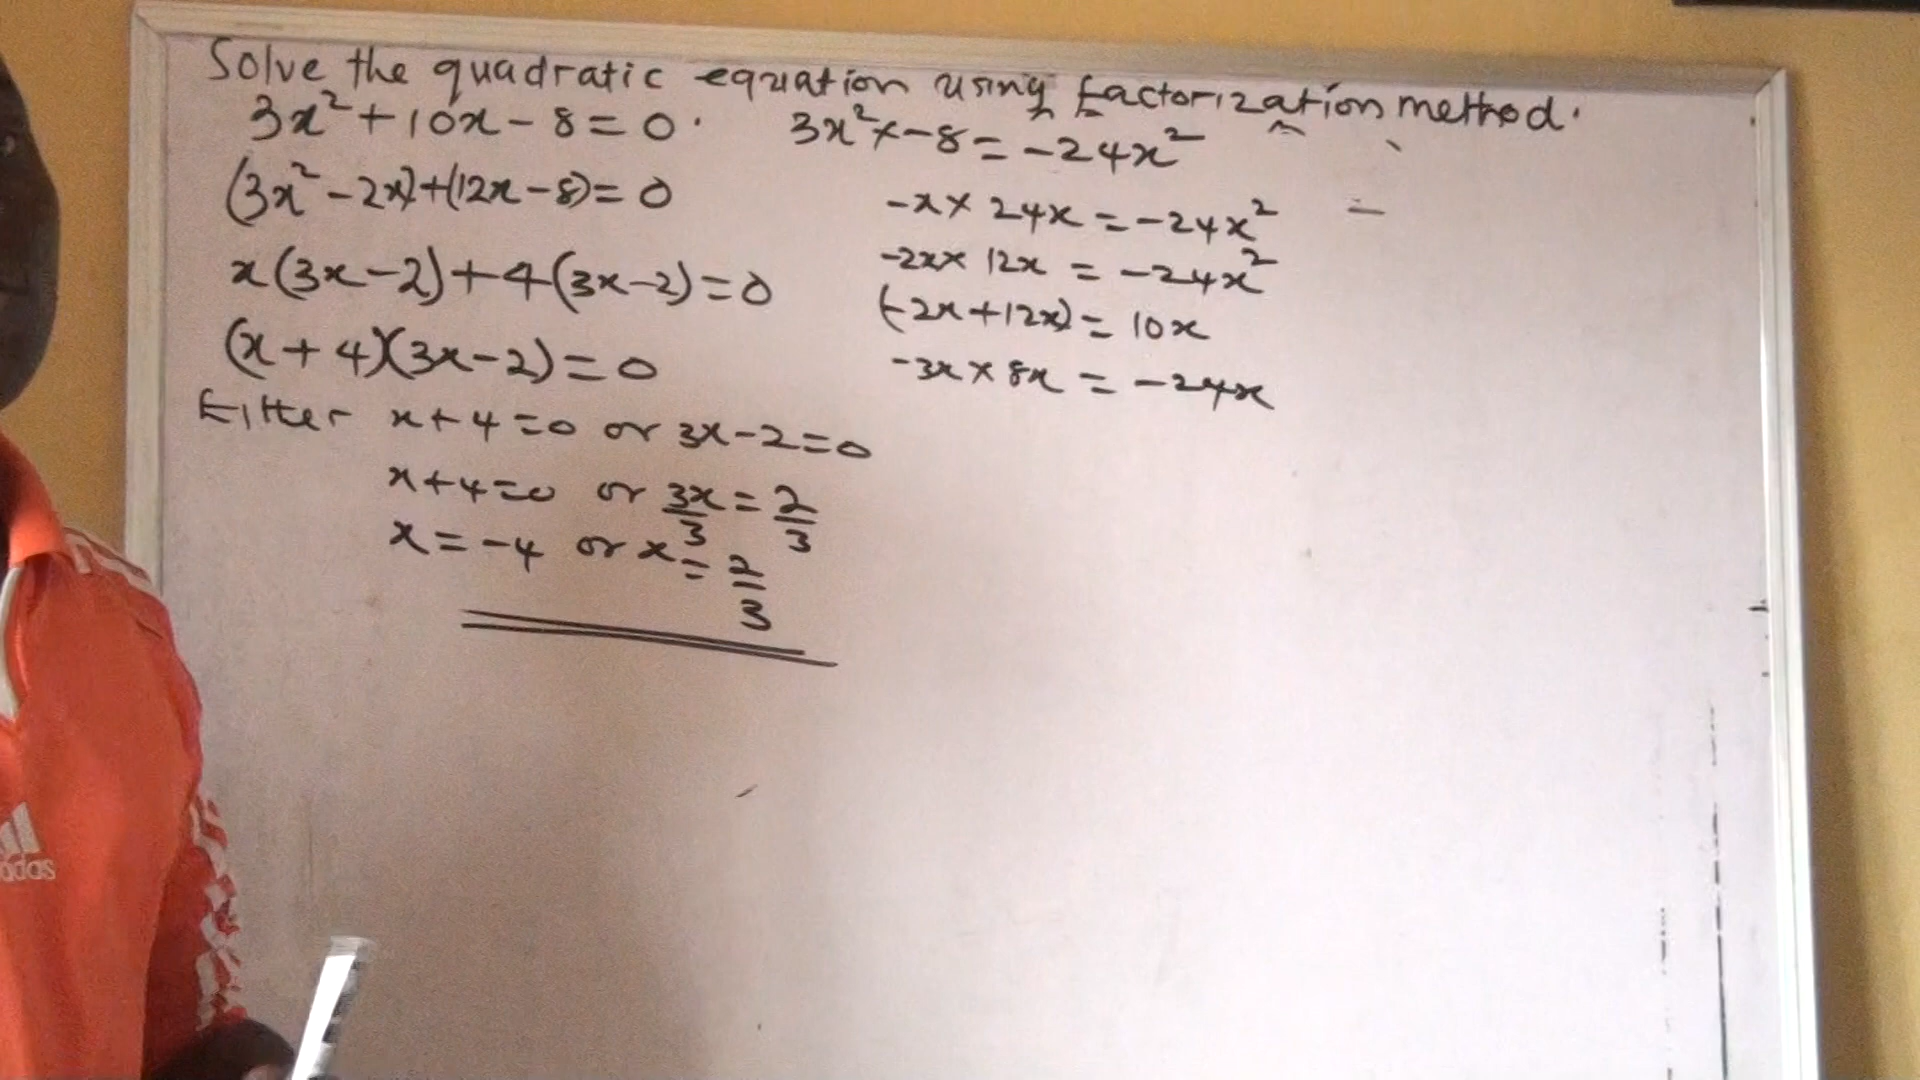 Solve the quadratic equation using factorization method.
3x² + 10x - 8 = 0.
(3x² - 2x) + (12x - 8) = 0
x(3x - 2) + 4(3x - 2) = 0
(x + 4)(3x - 2) = 0
Either x + 4 = 0 or 3x - 2 = 0
x + 4 = 0 or 3x/3 = 2/3
x = -4 or x = 2/3
3x² × -8 = -24x²
-x × 24x = -24x²
-2x × 12x = -24x²
(-2x + 12x) = 10x
-3x × 8x = -24x
adidas